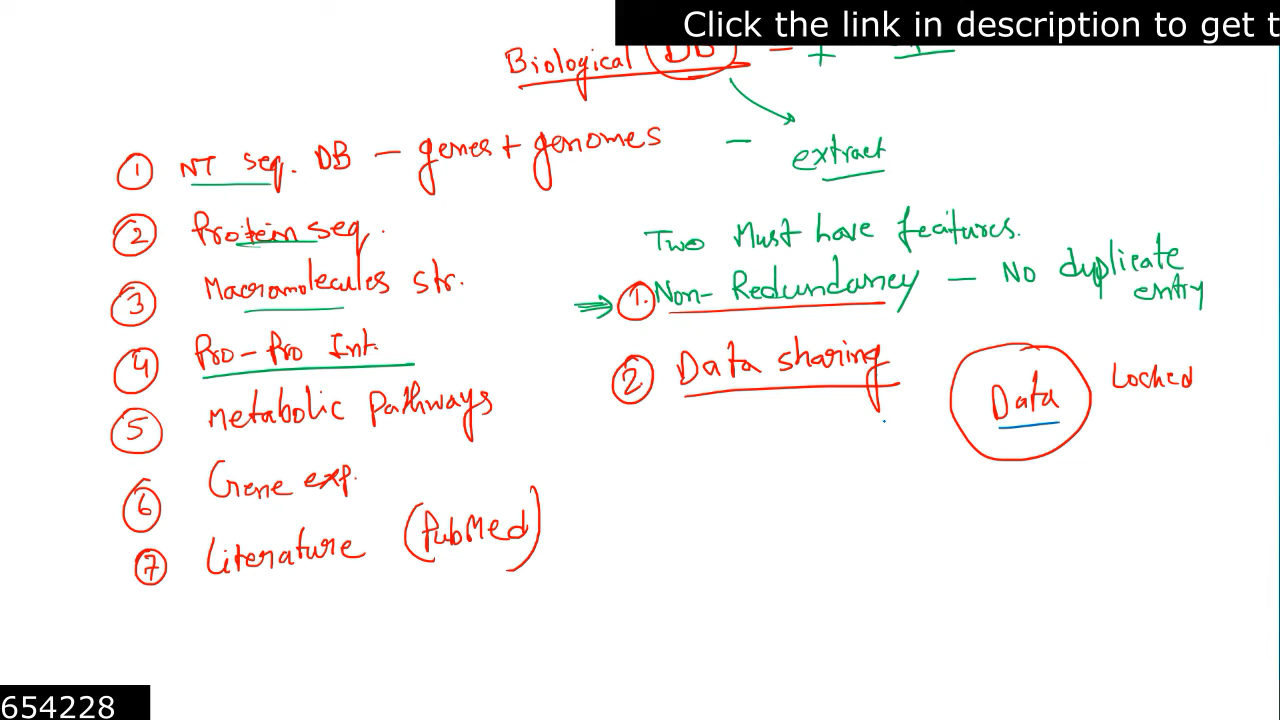 Click the link in description to get t
Biological DB - +
① NT seq. DB - genes + genomes - extract
② Protein seq.
③ Macromolecules str.
④ Pro-Pro Int.
⑤ Metabolic Pathways
⑥ Gene exp.
⑦ Literature (PubMed)
Two Must have features.
⇒ 1. Non-Redundancy - No duplicate entry
② Data sharing
Data Locked
654228